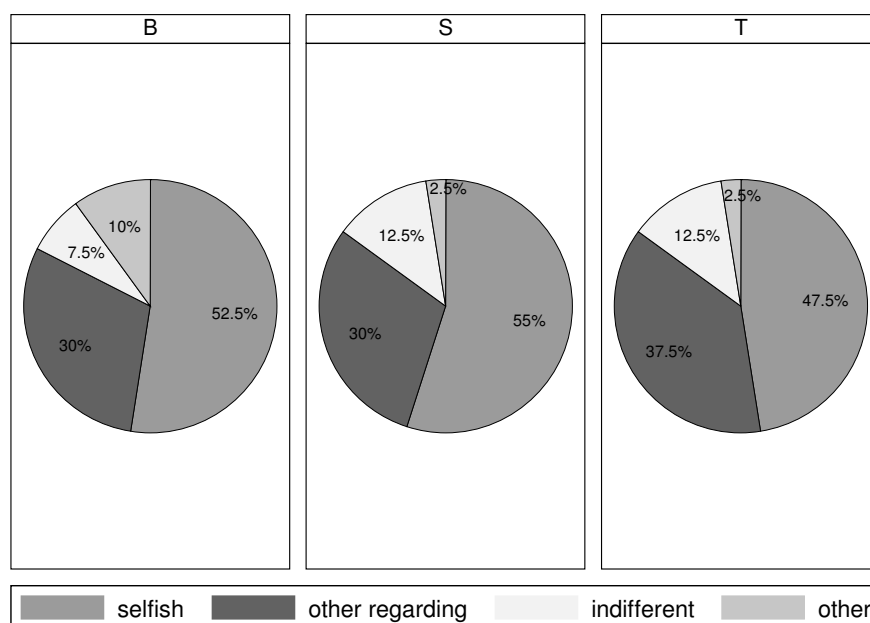 B
S
T
10%
7.5%
52.5%
30%
2.5%
12.5%
55%
30%
2.5%
12.5%
47.5%
37.5%
selfish
other regarding
indifferent
other